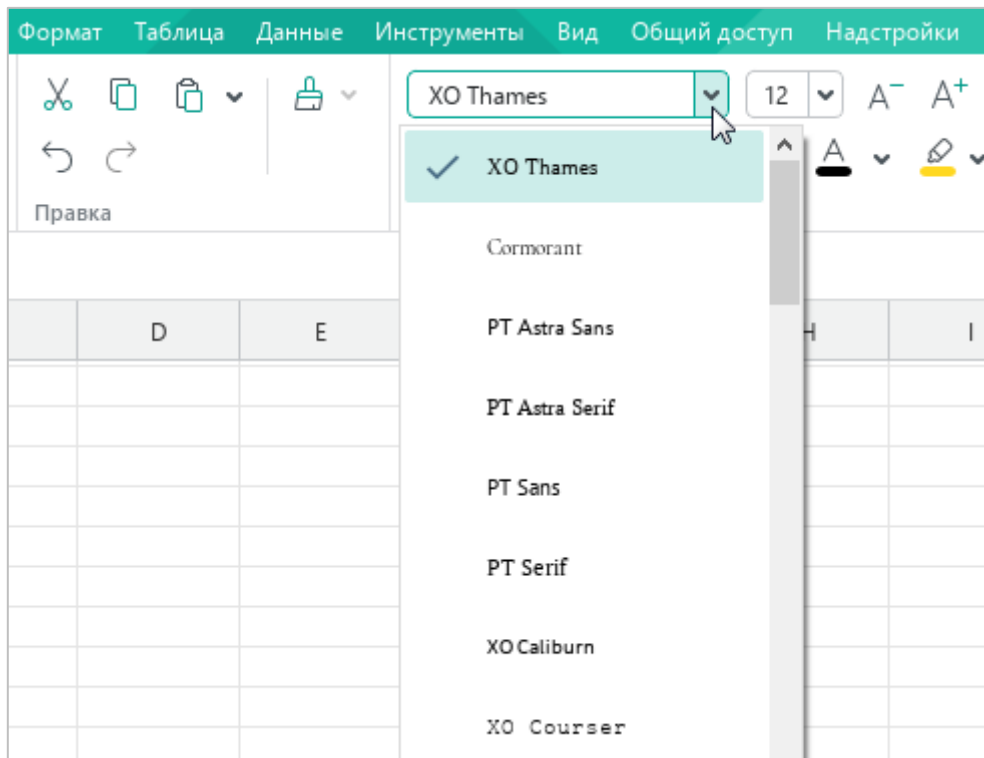 Формат Таблица Данные Инструменты Вид Общий доступ Надстройки
XO Thames 12 A− A+
A
Правка
XO Thames
Cormorant
PT Astra Sans
PT Astra Serif
PT Sans
PT Serif
XO Caliburn
XO Courser
D E H I